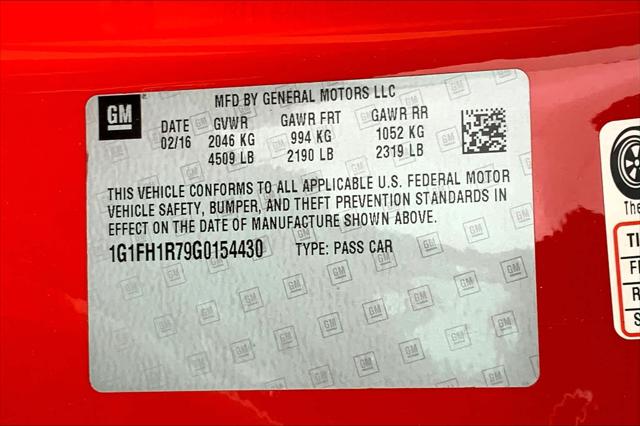 GM
MFD BY GENERAL MOTORS LLC
DATE GVWR GAWR FRT GAWR RR
02/16 2046 KG 994 KG 1052 KG
4509 LB 2190 LB 2319 LB
THIS VEHICLE CONFORMS TO ALL APPLICABLE U.S. FEDERAL MOTOR
VEHICLE SAFETY, BUMPER, AND THEFT PREVENTION STANDARDS IN
EFFECT ON THE DATE OF MANUFACTURE SHOWN ABOVE.
1G1FH1R79G0154430 TYPE: PASS CAR
The